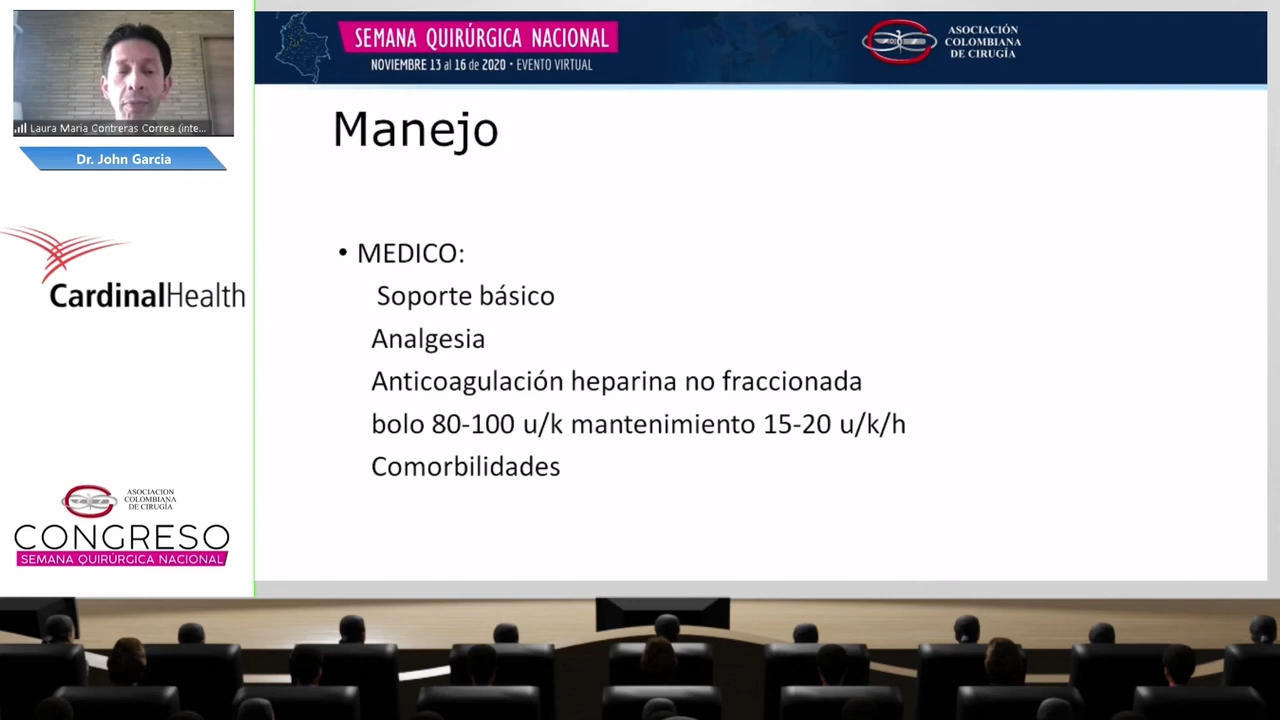 Laura Maria Contreras Correa (inte...
Dr. John Garcia
CardinalHealth
ASOCIACION
COLOMBIANA
DE CIRUGÍA
CONGRESO
SEMANA QUIRÚRGICA NACIONAL
SEMANA QUIRÚRGICA NACIONAL
NOVIEMBRE 13 al 16 de 2020 • EVENTO VIRTUAL
ASOCIACIÓN
COLOMBIANA
DE CIRUGÍA
Manejo
• MEDICO:
Soporte básico
Analgesia
Anticoagulación heparina no fraccionada
bolo 80-100 u/k mantenimiento 15-20 u/k/h
Comorbilidades